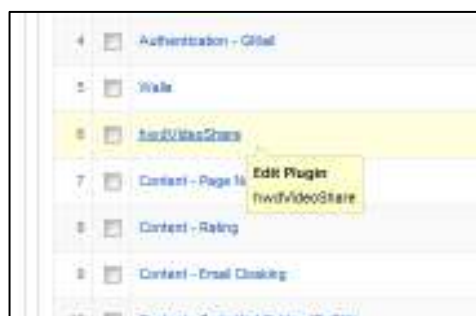 4 Authentication - GMail
5 Walls
6 hwdVideoShare
Edit Plugin
hwdVideoShare
7 Content - Page
8 Content - Rating
9 Content - Email Cloaking
10